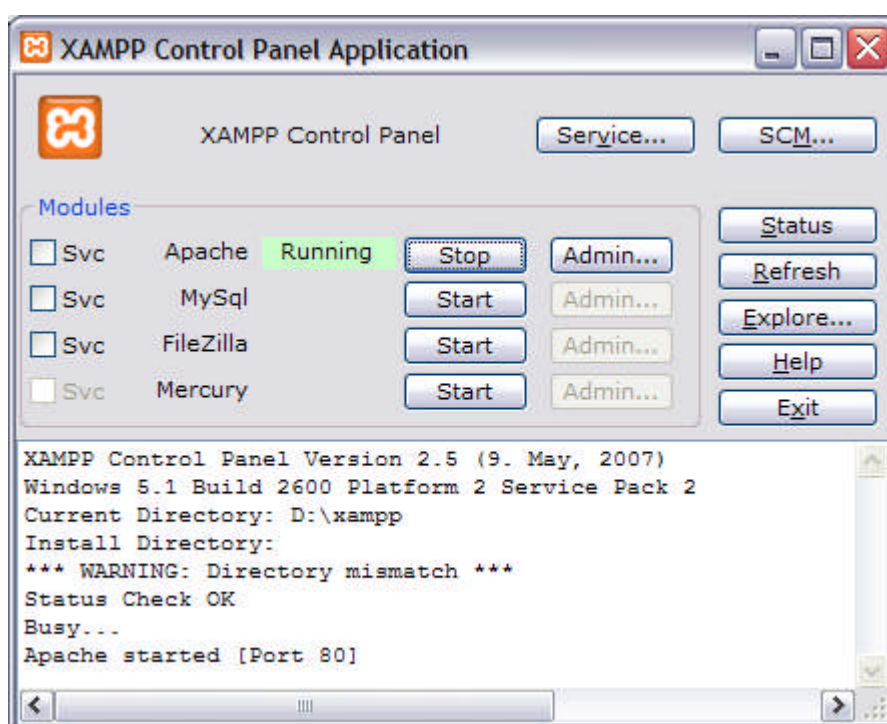 XAMPP Control Panel Application
XAMPP Control Panel Service... SCM...
Modules
Svc Apache Running Stop Admin...
Svc MySql Start Admin...
Svc FileZilla Start Admin...
Svc Mercury Start Admin...
Status
Refresh
Explore...
Help
Exit
XAMPP Control Panel Version 2.5 (9. May, 2007)
Windows 5.1 Build 2600 Platform 2 Service Pack 2
Current Directory: D:\xampp
Install Directory:
*** WARNING: Directory mismatch ***
Status Check OK
Busy...
Apache started [Port 80]